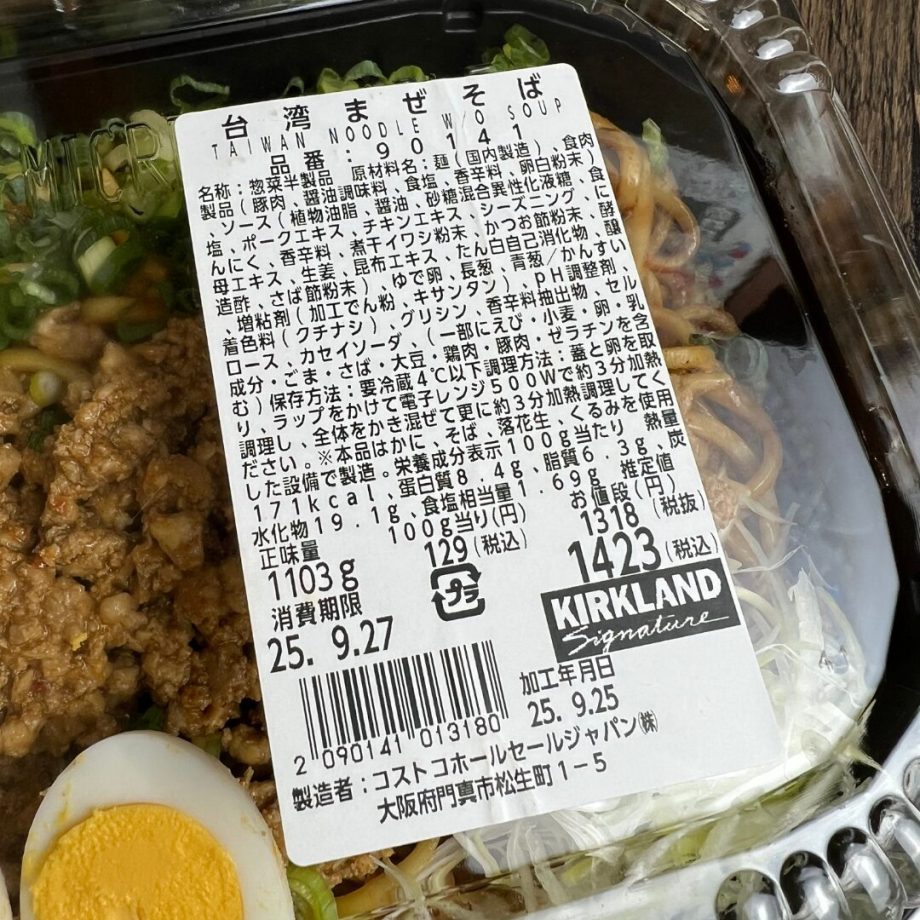 MICR
台湾まぜそば
TAIWAN NOODLE W/O SOUP
品番:90141
名称:惣菜半製品 原材料名:麺(国内製造)、食肉
製品(豚肉、醤油調味料、食塩、香辛料、卵白粉末)
、ソース(植物油脂、醤油、砂糖混合異性化液糖、食
塩、ポークエキス、チキンエキス、シーズニング、に
んにく、香辛料、煮干イワシ粉末、かつお節粉末、酵
母エキス、生姜、昆布エキス、たん白自己消化物、醸
造酢、さば節粉末)、ゆで卵、長葱、青葱/かんすい
、増粘剤(加工でん粉、キサンタン)、pH調整剤、
着色料(クチナシ)、グリシン、香辛料抽出物、セル
ロース、カセイソーダ、(一部にえび・小麦・卵・乳
成分・ごま・さば・大豆・鶏肉・豚肉・ゼラチンを含
む) 保存方法:要冷蔵4℃以下 調理方法:蓋と卵を取
り、ラップをかけて電子レンジ500Wで約3分加熱
調理し、全体をかき混ぜて更に約3分加熱調理してく
ださい。※本品はかに、そば、落花生、くるみを使用
した設備で製造。栄養成分表示100g当たり 熱量
171kcal、蛋白質8.4g、脂質6.3g、炭
水化物19.1g、食塩相当量1.69g 推定値
正味量 100g当り(円) お値段(円)
1318 (税抜)
1103g 129(税込) 1423(税込)
消費期限 プラ KIRKLAND
Signature
25. 9.27
加工年月日
25. 9.25
2 090141 013180
製造者:コストコホールセールジャパン㈱
大阪府門真市松生町1-5